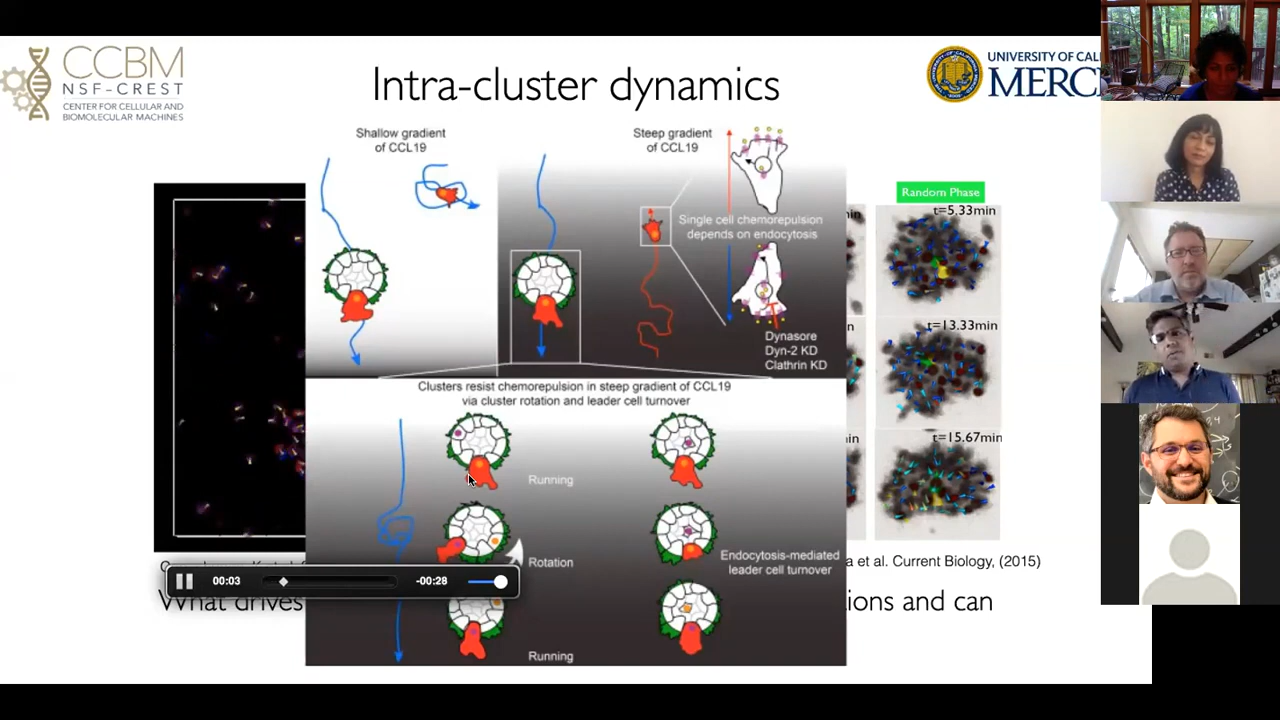 CCBM
NSF-CREST
CENTER FOR CELLULAR AND
BIOMOLECULAR MACHINES
Intra-cluster dynamics
UNIVERSITY OF CAL
MERC
Shallow gradient
of CCL19
Steep gradient
of CCL19
Single cell chemorepulsion
depends on endocytosis
Dynasore
Dyn-2 KD
Clathrin KD
Random Phase
t=5.33min
t=13.33min
t=15.67min
Clusters resist chemorepulsion in steep gradient of CCL19
via cluster rotation and leader cell turnover
Running
Rotation
Endocytosis-mediated
leader cell turnover
Running
a et al. Current Biology, (2015)
00:03
-00:28
What drives
ions and can